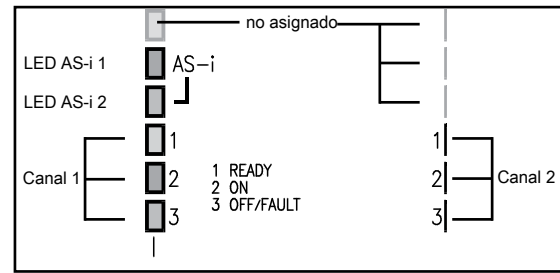 no asignado
LED AS-i 1
AS-i
LED AS-i 2
1
1
Canal 1
2
1 READY
2 ON
3 OFF/FAULT
2
Canal 2
3
3